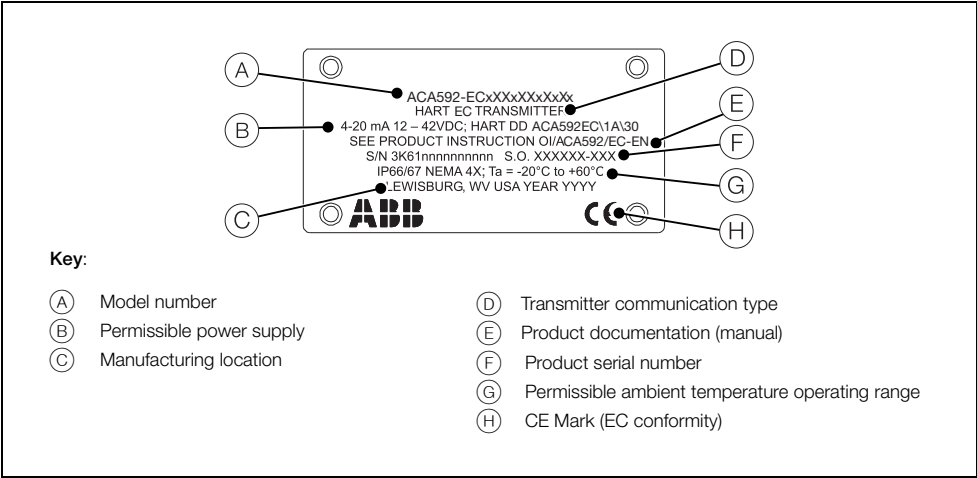 A
D
ACA592-ECxXXxXXxXxXx
HART EC TRANSMITTER
E
B
4-20 mA 12 – 42VDC; HART DD ACA592EC\1A\30
SEE PRODUCT INSTRUCTION OI/ACA592/EC-EN
F
S/N 3K61nnnnnnnnnnn S.O. XXXXXX-XXX
IP66/67 NEMA 4X; Ta = -20°C to +60°C
G
LEWISBURG, WV USA YEAR YYYY
C
ABB
CE
H
Key:
A Model number
B Permissible power supply
C Manufacturing location
D Transmitter communication type
E Product documentation (manual)
F Product serial number
G Permissible ambient temperature operating range
H CE Mark (EC conformity)